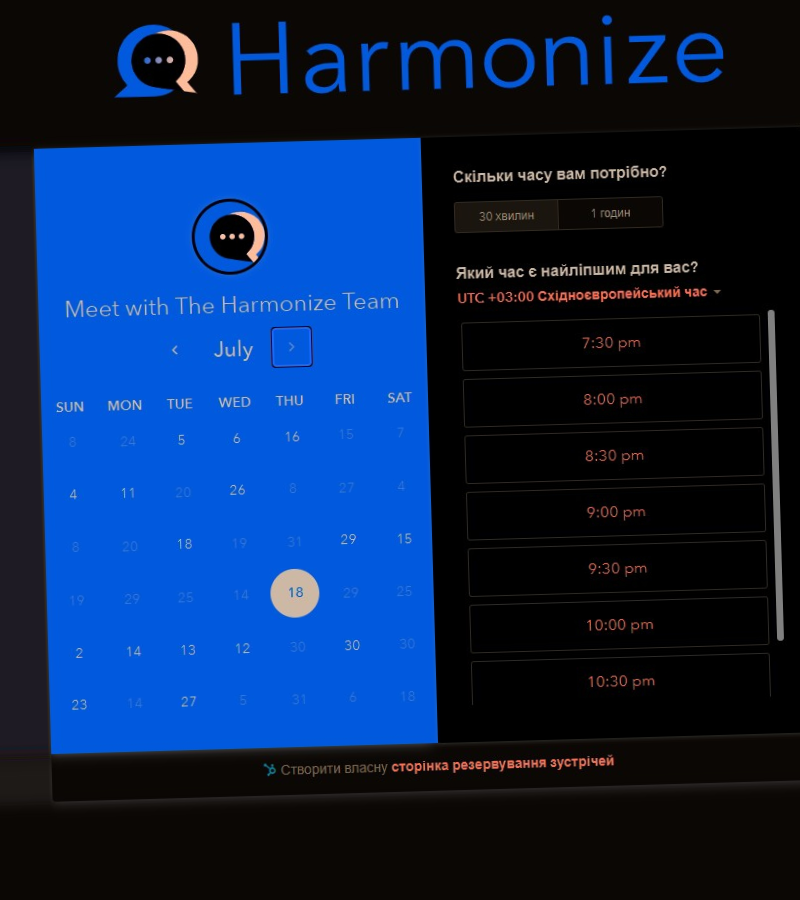 Harmonize
Meet with The Harmonize Team
July
SUN MON TUE WED THU FRI SAT
8 24 5 6 16 15 7
4 11 20 26 8 27 4
8 20 18 19 31 29 15
19 29 25 14 18 29 25
2 14 13 12 30 30 30
23 14 27 5 31 6 18
Скільки часу вам потрібно?
30 хвилин 1 годин
Який час є найліпшим для вас?
UTC +03:00 Східноєвропейський час
7:30 pm
8:00 pm
8:30 pm
9:00 pm
9:30 pm
10:00 pm
10:30 pm
Створити власну сторінка резервування зустрічей